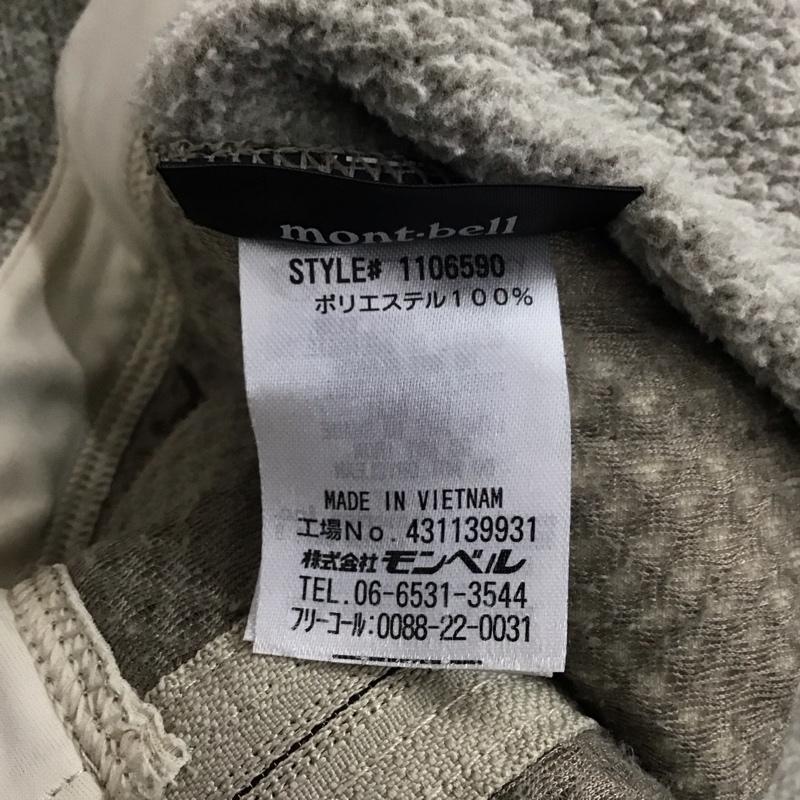 mont-bell
STYLE# 1106590
ポリエステル100%
MADE IN VIETNAM
工場No. 431139931
株式会社モンベル
TEL.06-6531-3544
フリーコール:0088-22-0031